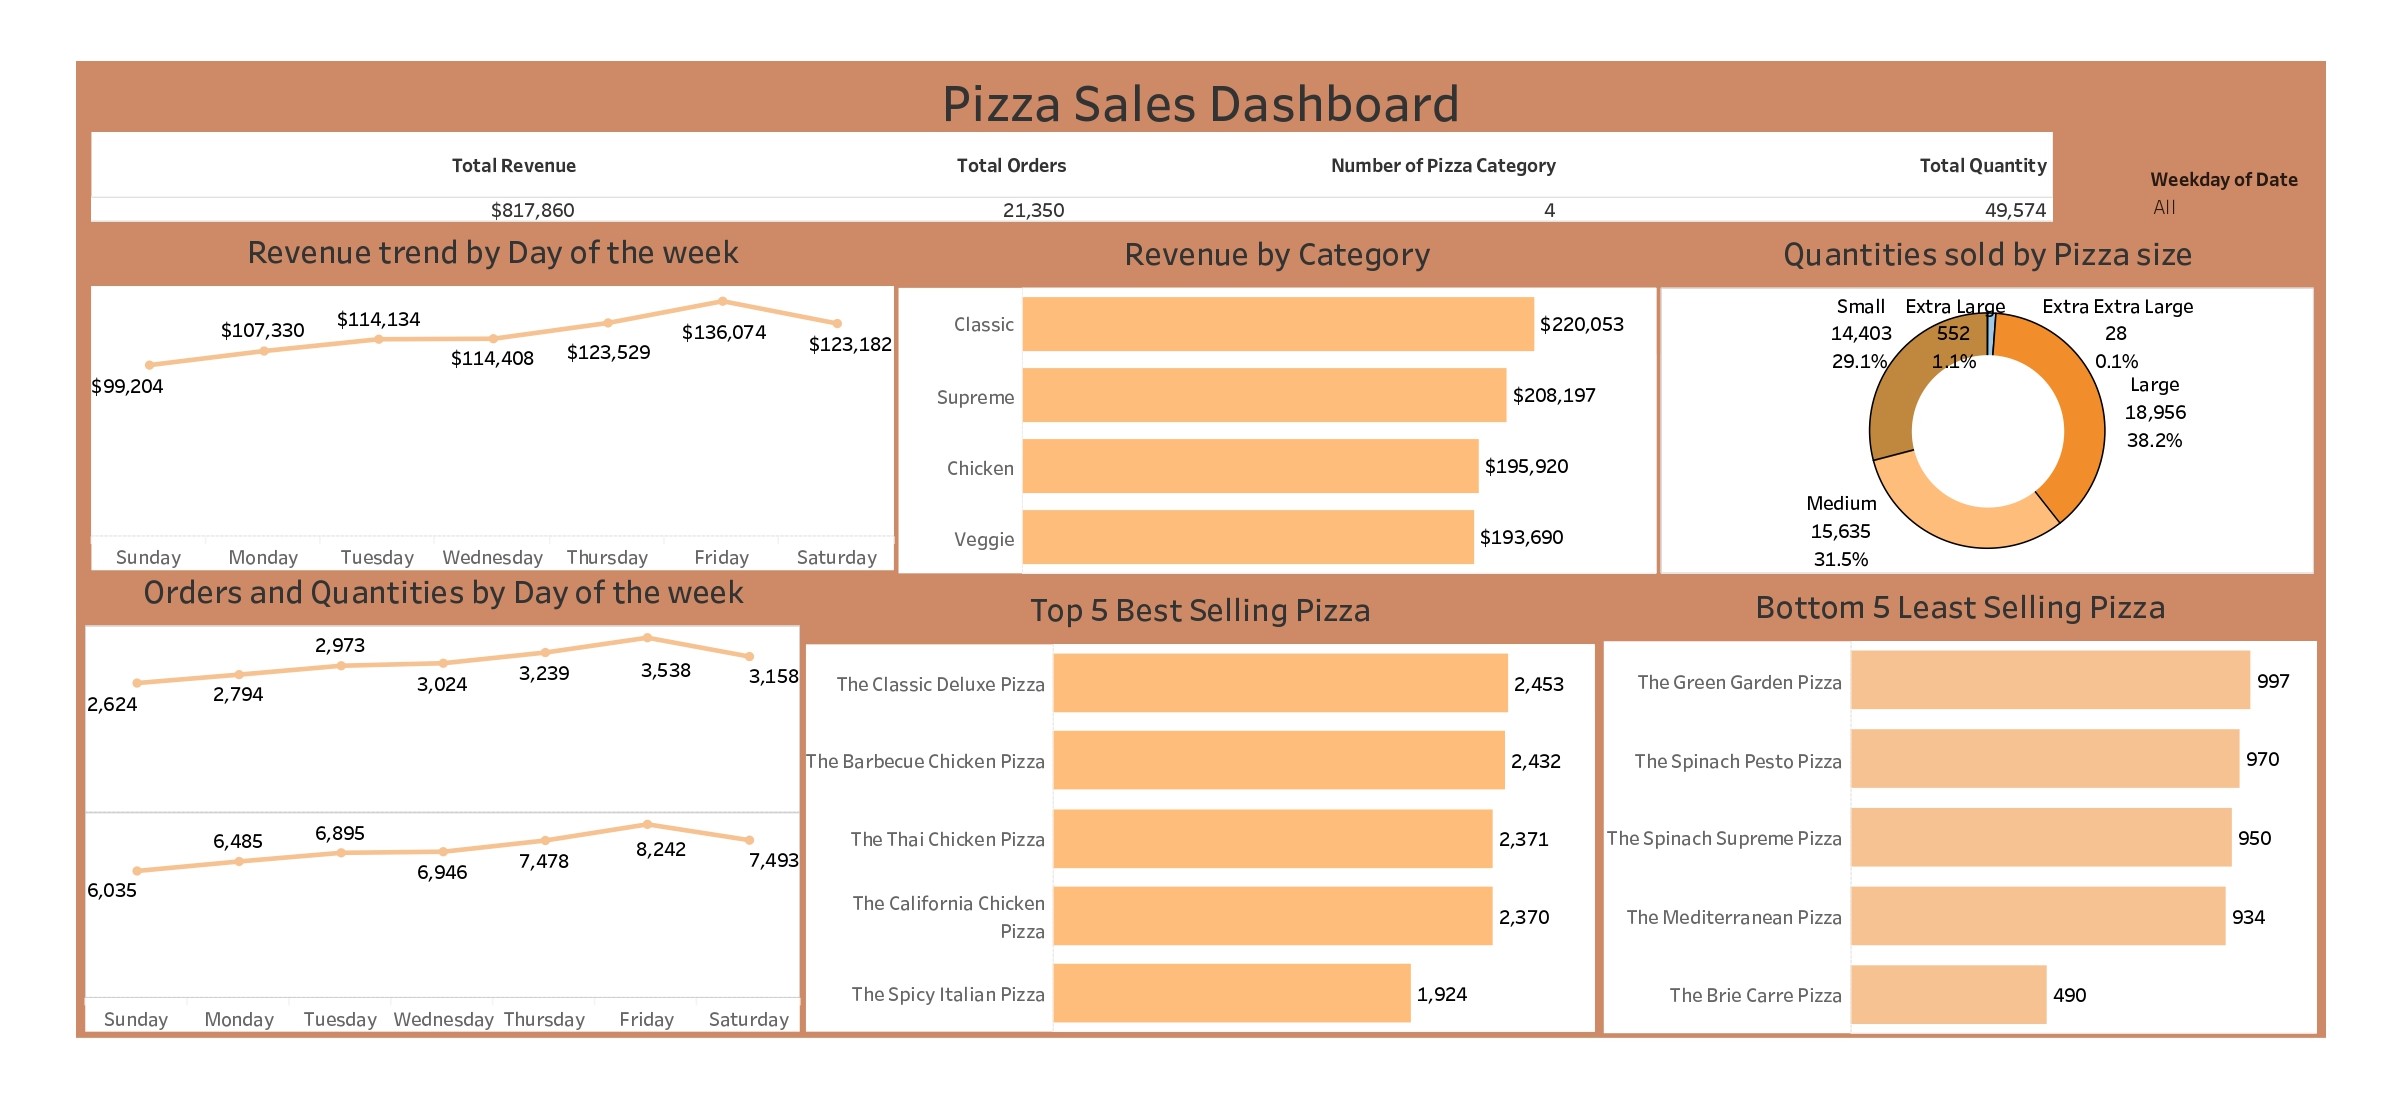 Pizza Sales Dashboard
Total Revenue Total Orders Number of Pizza Category Total Quantity
$817,860 21,350 4 49,574
Weekday of Date
All
Revenue trend by Day of the week
$99,204
$107,330
$114,134
$114,408
$123,529
$136,074
$123,182
Sunday Monday Tuesday Wednesday Thursday Friday Saturday
Revenue by Category
Classic $220,053
Supreme $208,197
Chicken $195,920
Veggie $193,690
Quantities sold by Pizza size
Small
14,403
29.1%
Extra Large
552
1.1%
Extra Extra Large
28
0.1%
Large
18,956
38.2%
Medium
15,635
31.5%
Orders and Quantities by Day of the week
2,624
2,794
2,973
3,024
3,239
3,538
3,158
6,035
6,485
6,895
6,946
7,478
8,242
7,493
Sunday Monday Tuesday Wednesday Thursday Friday Saturday
Top 5 Best Selling Pizza
The Classic Deluxe Pizza 2,453
The Barbecue Chicken Pizza 2,432
The Thai Chicken Pizza 2,371
The California Chicken
Pizza 2,370
The Spicy Italian Pizza 1,924
Bottom 5 Least Selling Pizza
The Green Garden Pizza 997
The Spinach Pesto Pizza 970
The Spinach Supreme Pizza 950
The Mediterranean Pizza 934
The Brie Carre Pizza 490